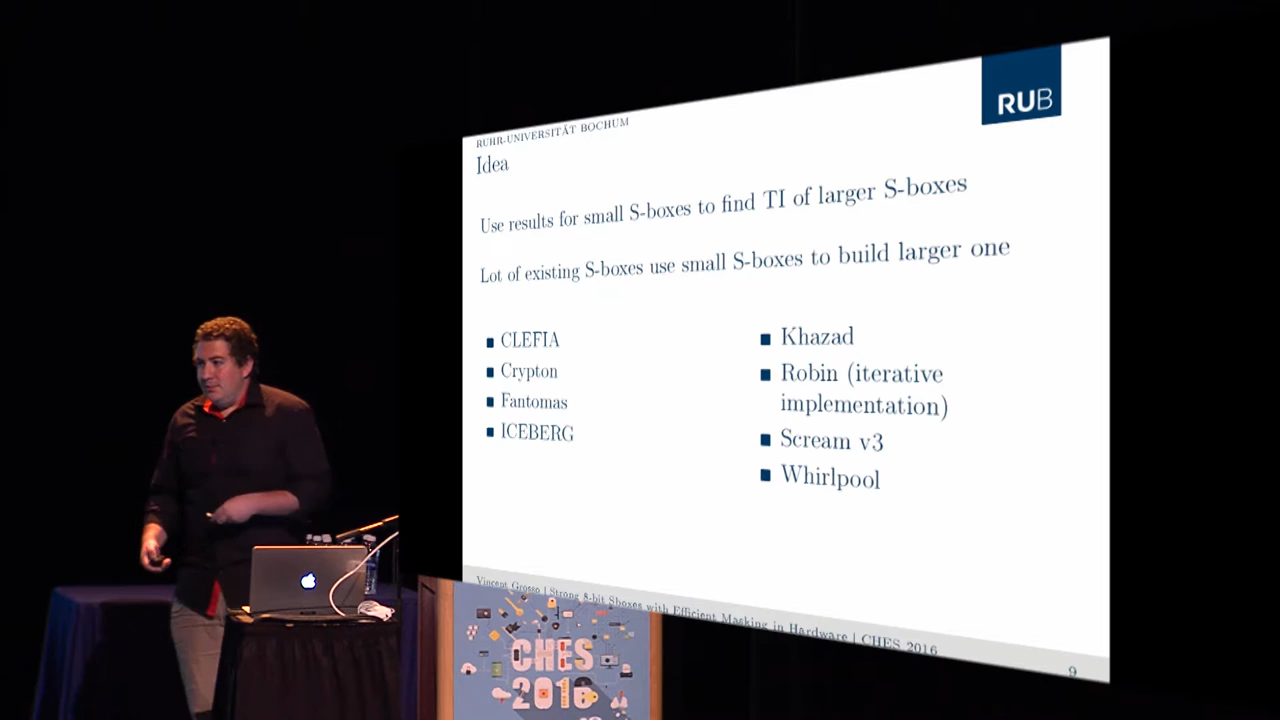 RUHR-UNIVERSITÄT BOCHUM
RUB
Idea
Use results for small S-boxes to find TI of larger S-boxes
Lot of existing S-boxes use small S-boxes to build larger one
CLEFIA
Crypton
Fantomas
ICEBERG
Khazad
Robin (iterative
implementation)
Scream v3
Whirlpool
Vincent Grosso | Strong 8-bit Sboxes with Efficient Masking in Hardware | CHES 2016
9
CHES
2016